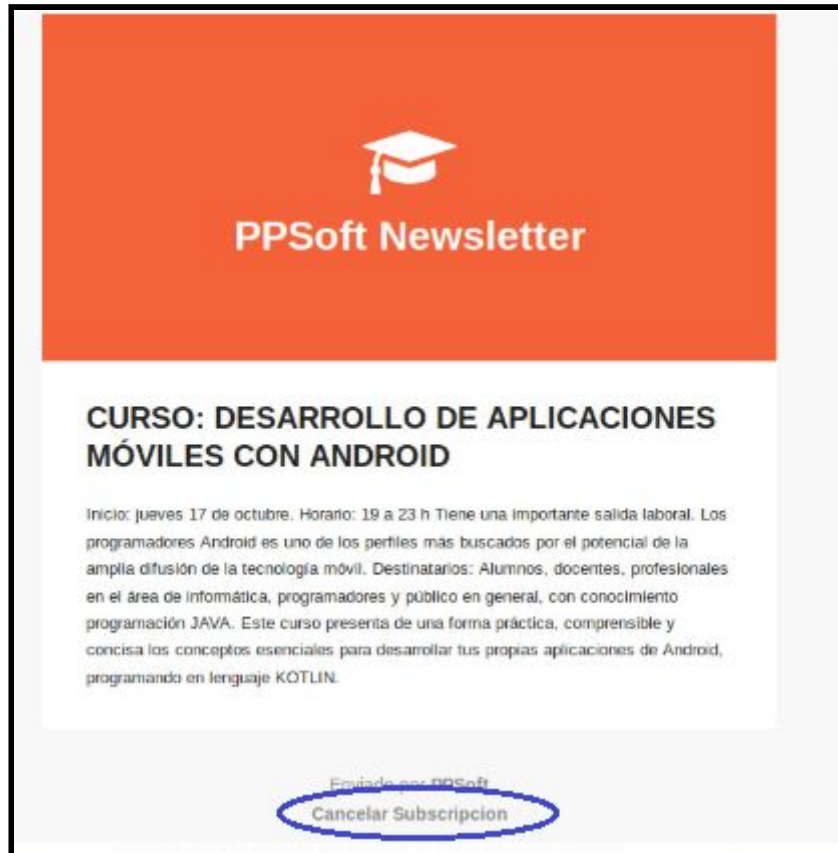 PPSoft Newsletter
CURSO: DESARROLLO DE APLICACIONES
MÓVILES CON ANDROID
Inicio: jueves 17 de octubre. Horario: 19 a 23 h Tiene una importante salida laboral. Los
programadores Android es uno de los perfiles más buscados por el potencial de la
amplia difusión de la tecnología móvil. Destinatarios: Alumnos, docentes, profesionales
en el área de informática, programadores y público en general, con conocimiento
programación JAVA. Este curso presenta de una forma práctica, comprensible y
concisa los conceptos esenciales para desarrollar tus propias aplicaciones de Android,
programando en lenguaje KOTLIN.
Enviado por PPSoft
Cancelar Subscripcion